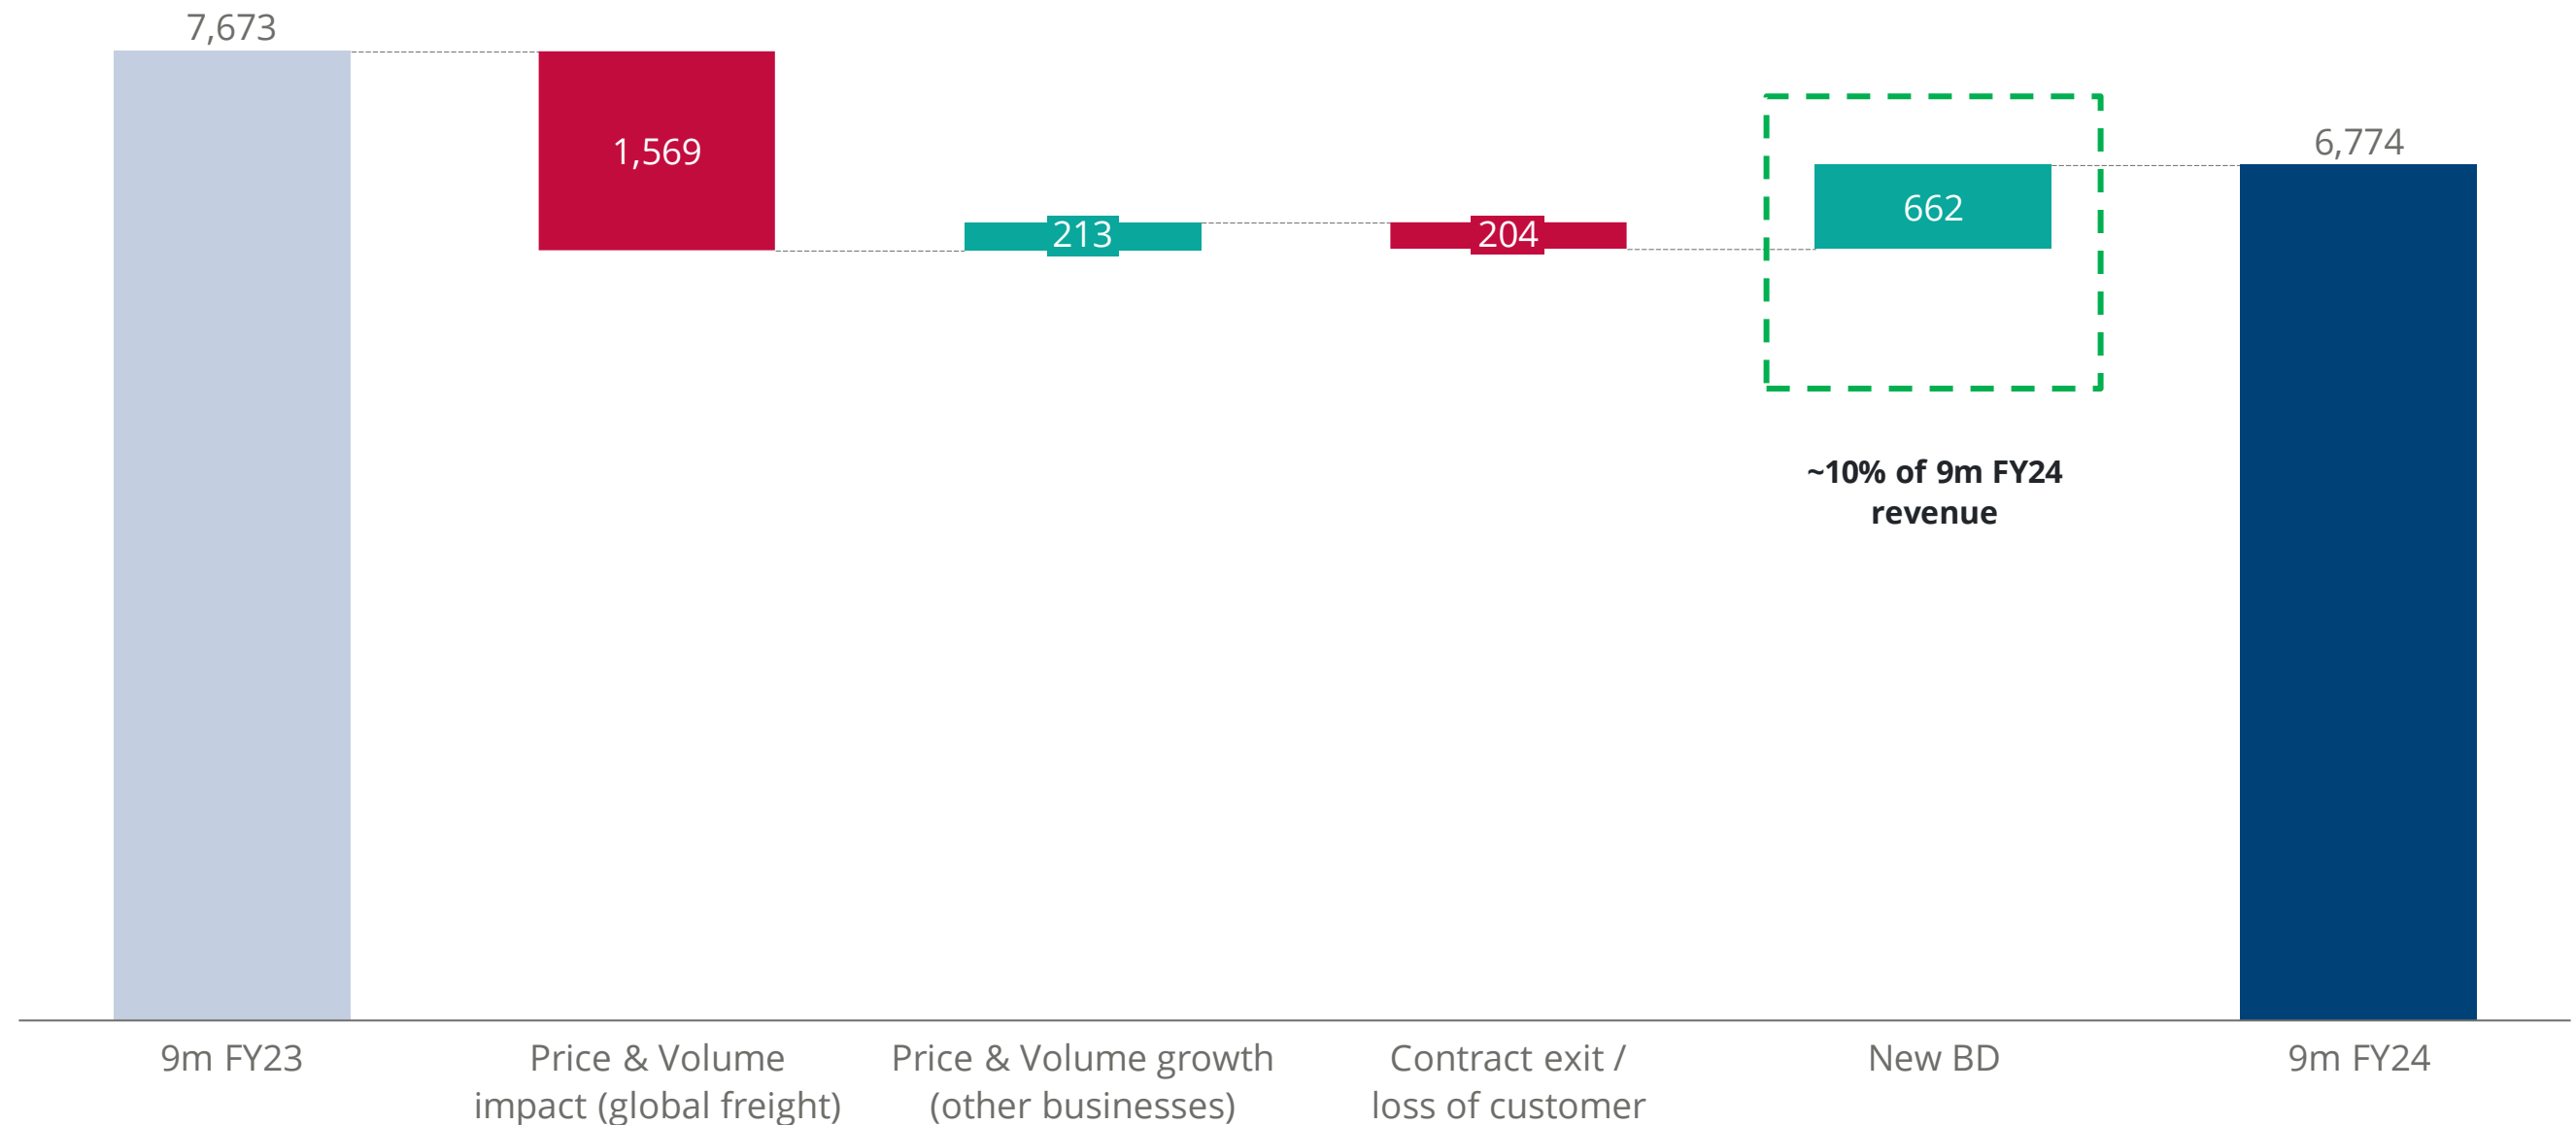 7,673
1,569
213
204
662
6,774
~10% of 9m FY24
revenue
9m FY23
Price & Volume
impact (global freight)
Price & Volume growth
(other businesses)
Contract exit /
loss of customer
New BD
9m FY24